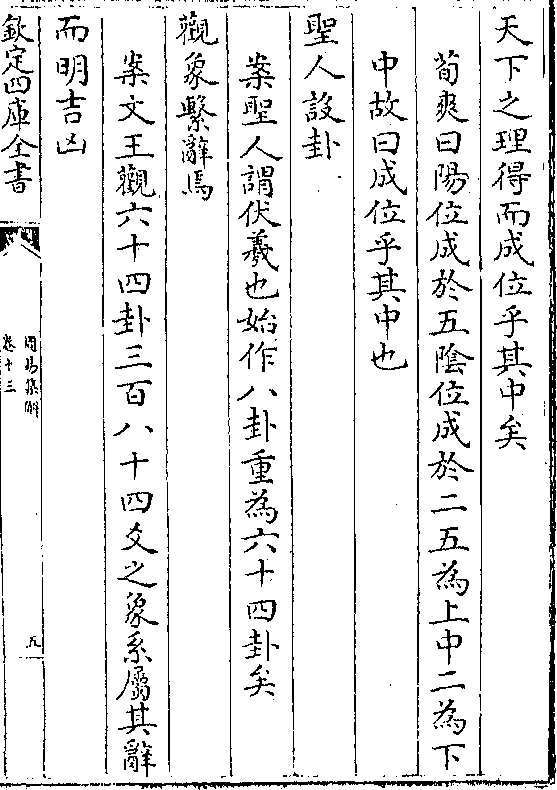 天下之理得而成位乎其中矣
荀爽曰陽位成於五陰位成於二五為上中二為下
中故曰成位乎其中也
聖人設卦
案聖人謂伏羲也始作八卦重為六十四卦矣
觀象繫辭焉
案文王觀六十四卦三百八十四爻之象系屬其辭
而明吉凶
欽定四庫全書
周易集解
卷十三
五